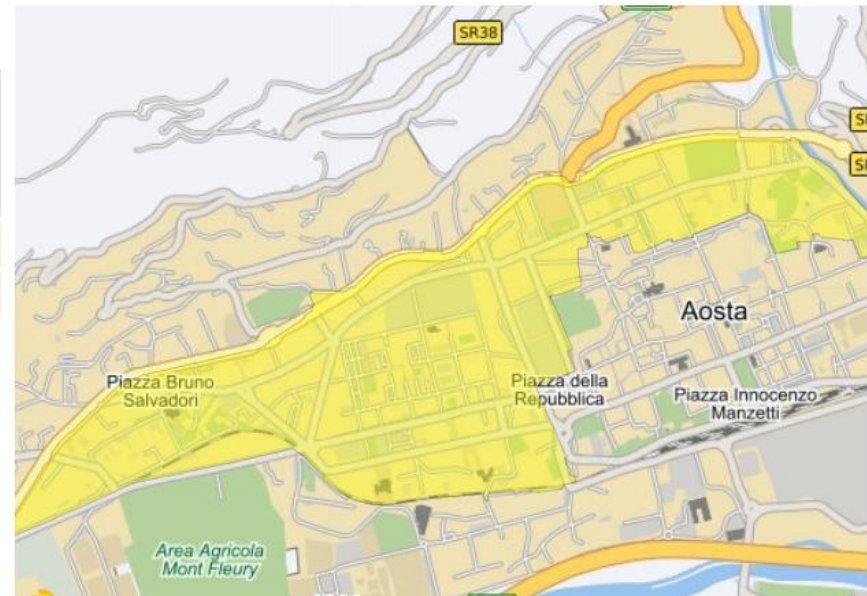 SR38
Aosta
Piazza Bruno
Salvadori
Piazza della
Repubblica
Piazza Innocenzo
Manzetti
Area Agricola
Mont Fleury